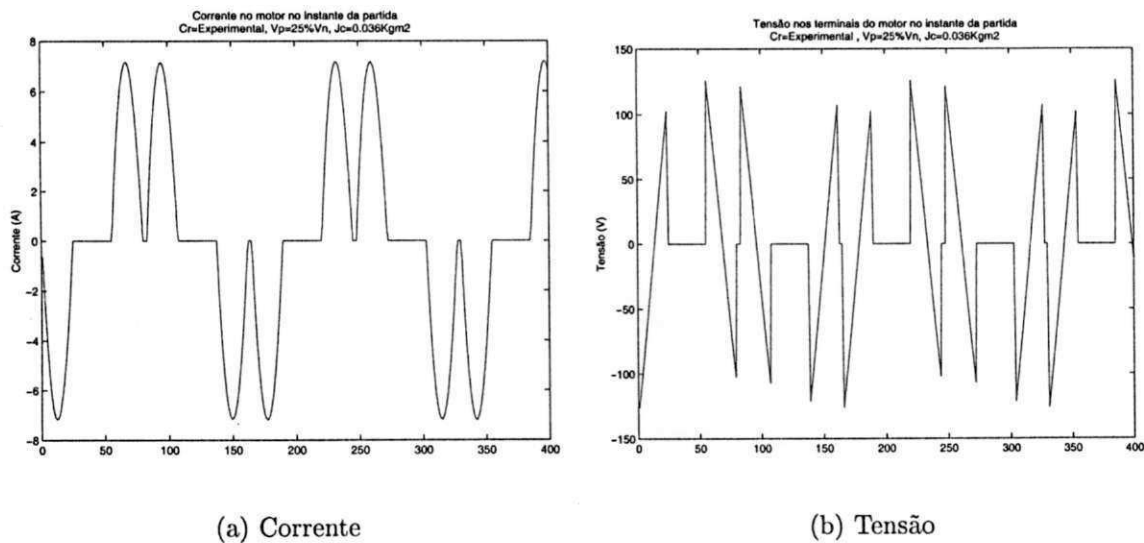 Corrente no motor no instante da partida
Cr=Experimental, Vp=25%Vn, Jc=0.036Kgm2
8
6
4
2
0
−2
−4
−6
−8
Corrente (A)
0 50 100 150 200 250 300 350 400
(a) Corrente
Tensão nos terminais do motor no instante da partida
Cr=Experimental , Vp=25%Vn, Jc=0.036Kgm2
150
100
50
0
−50
−100
−150
Tensão (V)
0 50 100 150 200 250 300 350 400
(b) Tensão